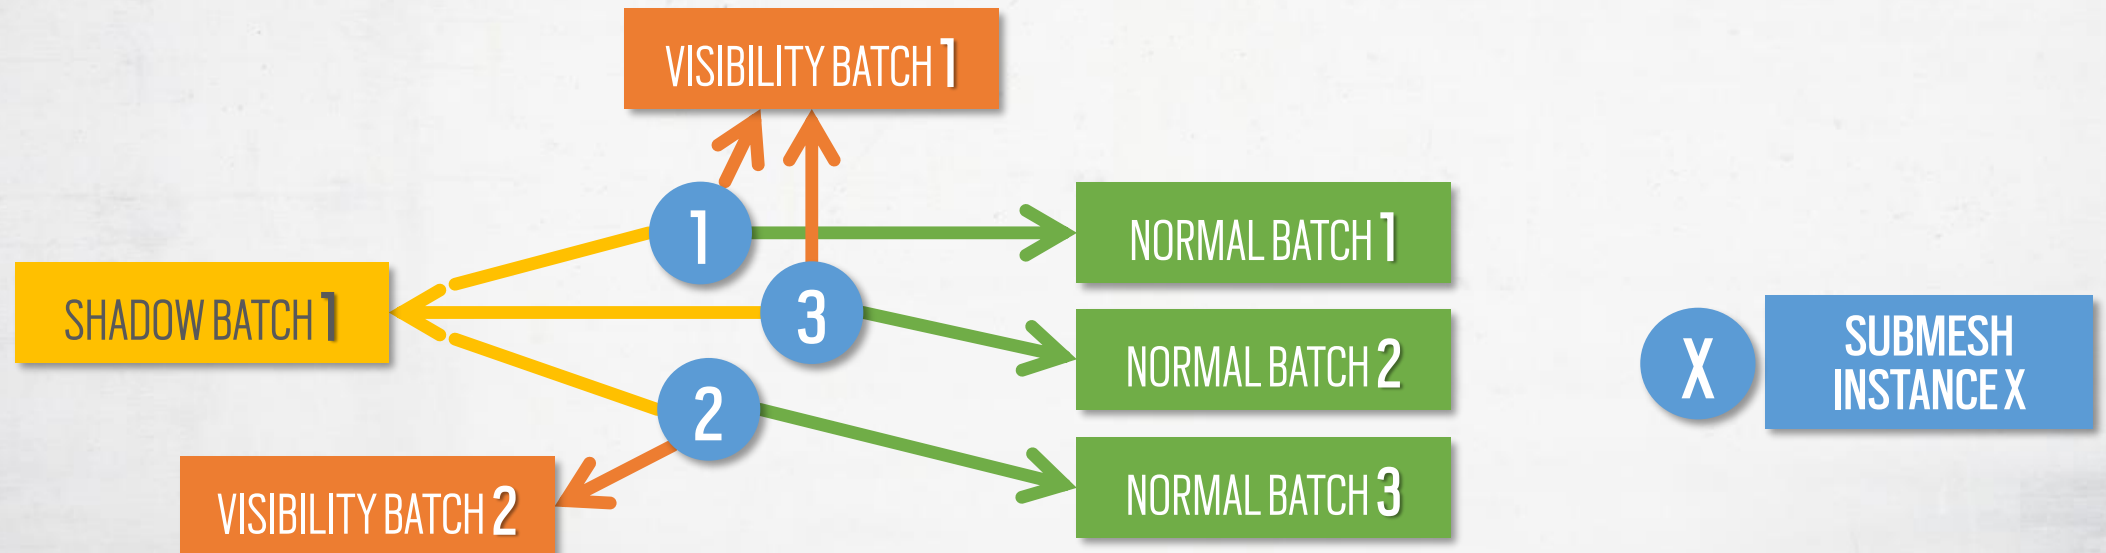 VISIBILITY BATCH 1
1
NORMAL BATCH 1
SHADOW BATCH 1
3
NORMAL BATCH 2
X
SUBMESH
INSTANCE X
2
NORMAL BATCH 3
VISIBILITY BATCH 2